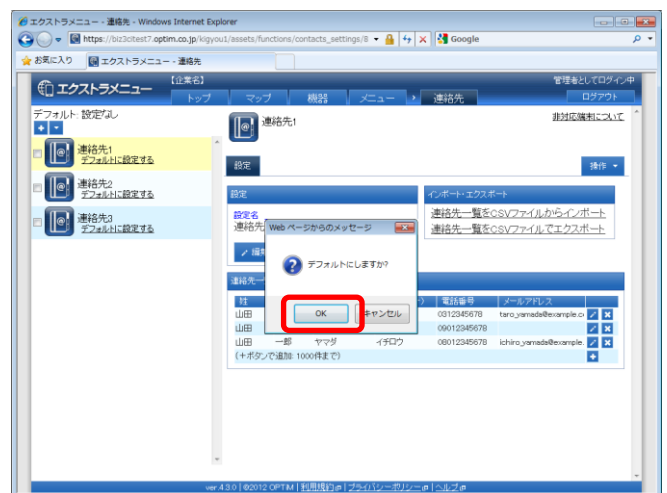 エクストラメニュー - 連絡先 - Windows Internet Explorer
https://biz3citest7.optim.co.jp/kigyou1/assets/functions/contacts_settings/8
Google
お気に入り
エクストラメニュー - 連絡先
エクストラメニュー
【企業名】
管理者としてログイン中
トップ
マップ
機器
メニュー
連絡先
ログアウト
デフォルト: 設定なし
連絡先1
デフォルトに設定する
連絡先2
デフォルトに設定する
連絡先3
デフォルトに設定する
連絡先1
非対応端末について
設定
操作
設定
設定名
連絡先
編
インポート・エクスポート
連絡先一覧をCSVファイルからインポート
連絡先一覧をCSVファイルでエクスポート
Web ページからのメッセージ
デフォルトにしますか?
OK
キャンセル
連絡先一
姓 電話番号 メールアドレス
山田 0312345678 taro_yamada@example.co
山田 09012345678
山田 一郎 ヤマダ イチロウ 08012345678 ichiro_yamada@example.
(+ボタンで追加: 1000件まで)
ver.4.3.0 | ©2012 OPTiM | 利用規約 | プライバシーポリシー | ヘルプ